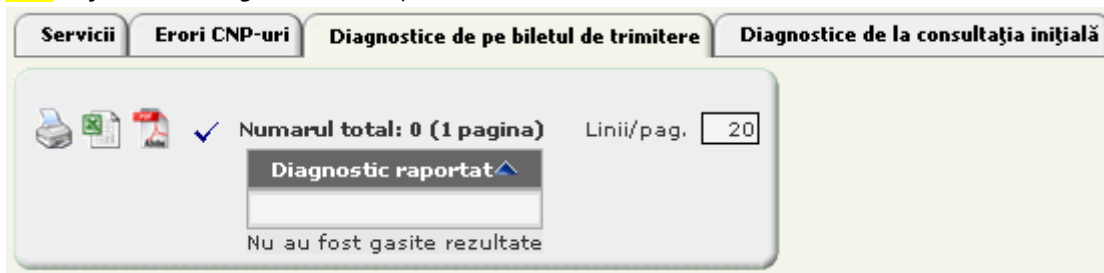 Servicii
Erori CNP-uri
Diagnostice de pe biletul de trimitere
Diagnostice de la consultaţia iniţială
Numarul total: 0 (1 pagina)
Linii/pag. 20
Diagnostic raportat
Nu au fost gasite rezultate